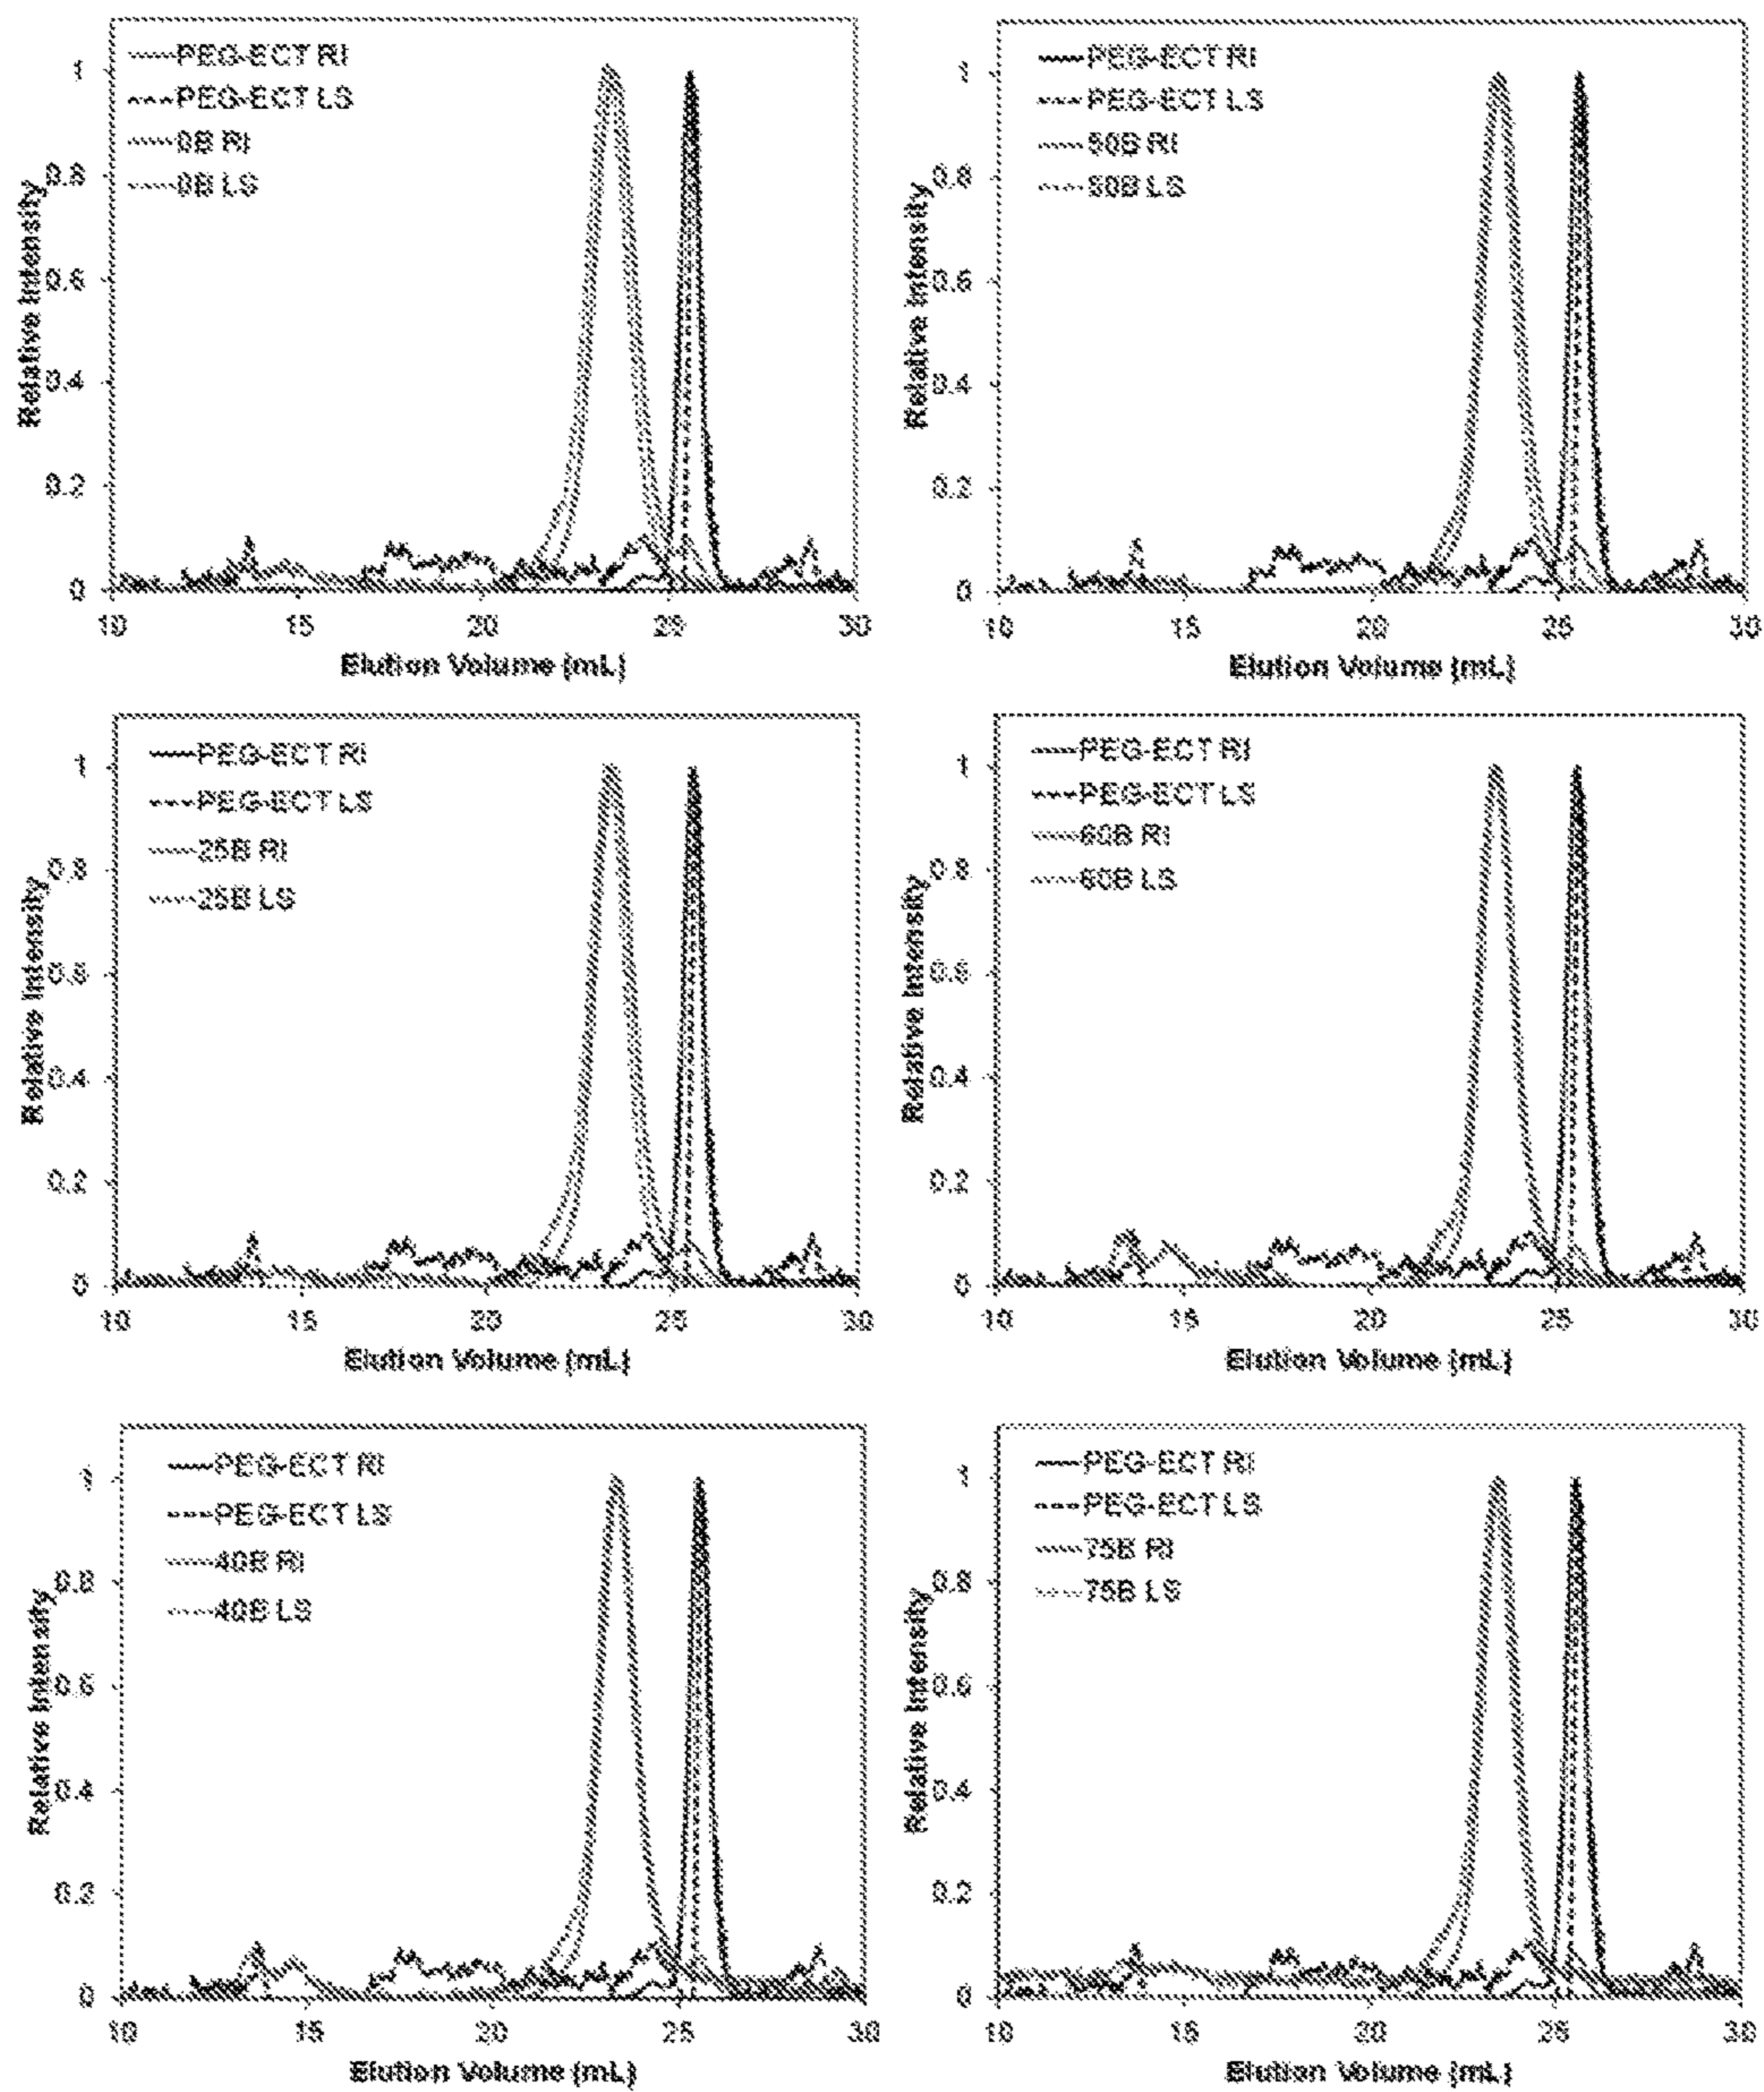 PEG-ECT RI
PEG-ECT LS
0B RI
0B LS
Relative Intensity
1
0.8
0.6
0.4
0.2
0
10 15 20 25 30
Elution Volume (mL)
PEG-ECT RI
PEG-ECT LS
50B RI
50B LS
Relative Intensity
1
0.8
0.6
0.4
0.2
0
10 15 20 25 30
Elution Volume (mL)
PEG-ECT RI
PEG-ECT LS
25B RI
25B LS
Relative Intensity
1
0.8
0.6
0.4
0.2
0
10 15 20 25 30
Elution Volume (mL)
PEG-ECT RI
PEG-ECT LS
60B RI
60B LS
Relative Intensity
1
0.8
0.6
0.4
0.2
0
10 15 20 25 30
Elution Volume (mL)
PEG-ECT RI
PEG-ECT LS
40B RI
40B LS
Relative Intensity
1
0.8
0.6
0.4
0.2
0
10 15 20 25 30
Elution Volume (mL)
PEG-ECT RI
PEG-ECT LS
75B RI
75B LS
Relative Intensity
1
0.8
0.6
0.4
0.2
0
10 15 20 25 30
Elution Volume (mL)